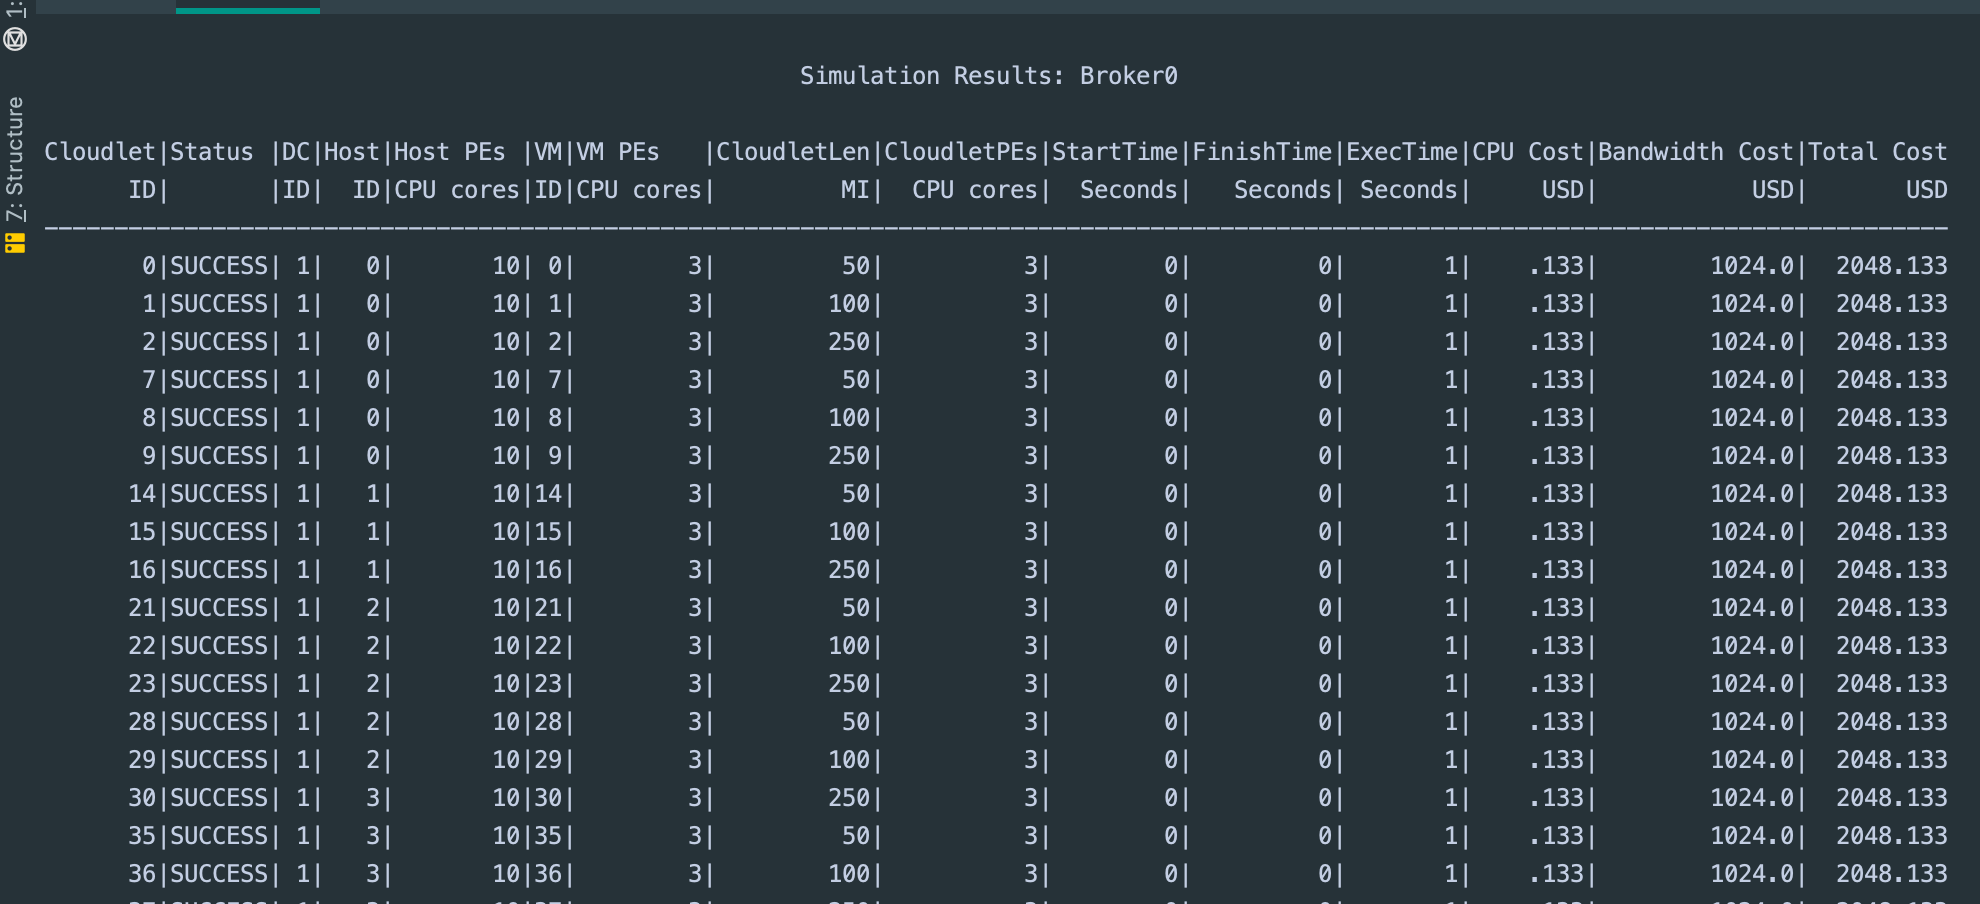 1:
7: Structure
Simulation Results: Broker0
Cloudlet|Status |DC|Host|Host PEs |VM|VM PEs   |CloudletLen|CloudletPEs|StartTime|FinishTime|ExecTime|CPU Cost|Bandwidth Cost|Total Cost
      ID|       |ID|  ID|CPU cores|ID|CPU cores|         MI|  CPU cores|  Seconds|   Seconds| Seconds|     USD|           USD|       USD
       0|SUCCESS| 1|   0|       10| 0|        3|         50|          3|        0|         0|       1|    .133|        1024.0|  2048.133
       1|SUCCESS| 1|   0|       10| 1|        3|        100|          3|        0|         0|       1|    .133|        1024.0|  2048.133
       2|SUCCESS| 1|   0|       10| 2|        3|        250|          3|        0|         0|       1|    .133|        1024.0|  2048.133
       7|SUCCESS| 1|   0|       10| 7|        3|         50|          3|        0|         0|       1|    .133|        1024.0|  2048.133
       8|SUCCESS| 1|   0|       10| 8|        3|        100|          3|        0|         0|       1|    .133|        1024.0|  2048.133
       9|SUCCESS| 1|   0|       10| 9|        3|        250|          3|        0|         0|       1|    .133|        1024.0|  2048.133
      14|SUCCESS| 1|   1|       10|14|        3|         50|          3|        0|         0|       1|    .133|        1024.0|  2048.133
      15|SUCCESS| 1|   1|       10|15|        3|        100|          3|        0|         0|       1|    .133|        1024.0|  2048.133
      16|SUCCESS| 1|   1|       10|16|        3|        250|          3|        0|         0|       1|    .133|        1024.0|  2048.133
      21|SUCCESS| 1|   2|       10|21|        3|         50|          3|        0|         0|       1|    .133|        1024.0|  2048.133
      22|SUCCESS| 1|   2|       10|22|        3|        100|          3|        0|         0|       1|    .133|        1024.0|  2048.133
      23|SUCCESS| 1|   2|       10|23|        3|        250|          3|        0|         0|       1|    .133|        1024.0|  2048.133
      28|SUCCESS| 1|   2|       10|28|        3|         50|          3|        0|         0|       1|    .133|        1024.0|  2048.133
      29|SUCCESS| 1|   2|       10|29|        3|        100|          3|        0|         0|       1|    .133|        1024.0|  2048.133
      30|SUCCESS| 1|   3|       10|30|        3|        250|          3|        0|         0|       1|    .133|        1024.0|  2048.133
      35|SUCCESS| 1|   3|       10|35|        3|         50|          3|        0|         0|       1|    .133|        1024.0|  2048.133
      36|SUCCESS| 1|   3|       10|36|        3|        100|          3|        0|         0|       1|    .133|        1024.0|  2048.133